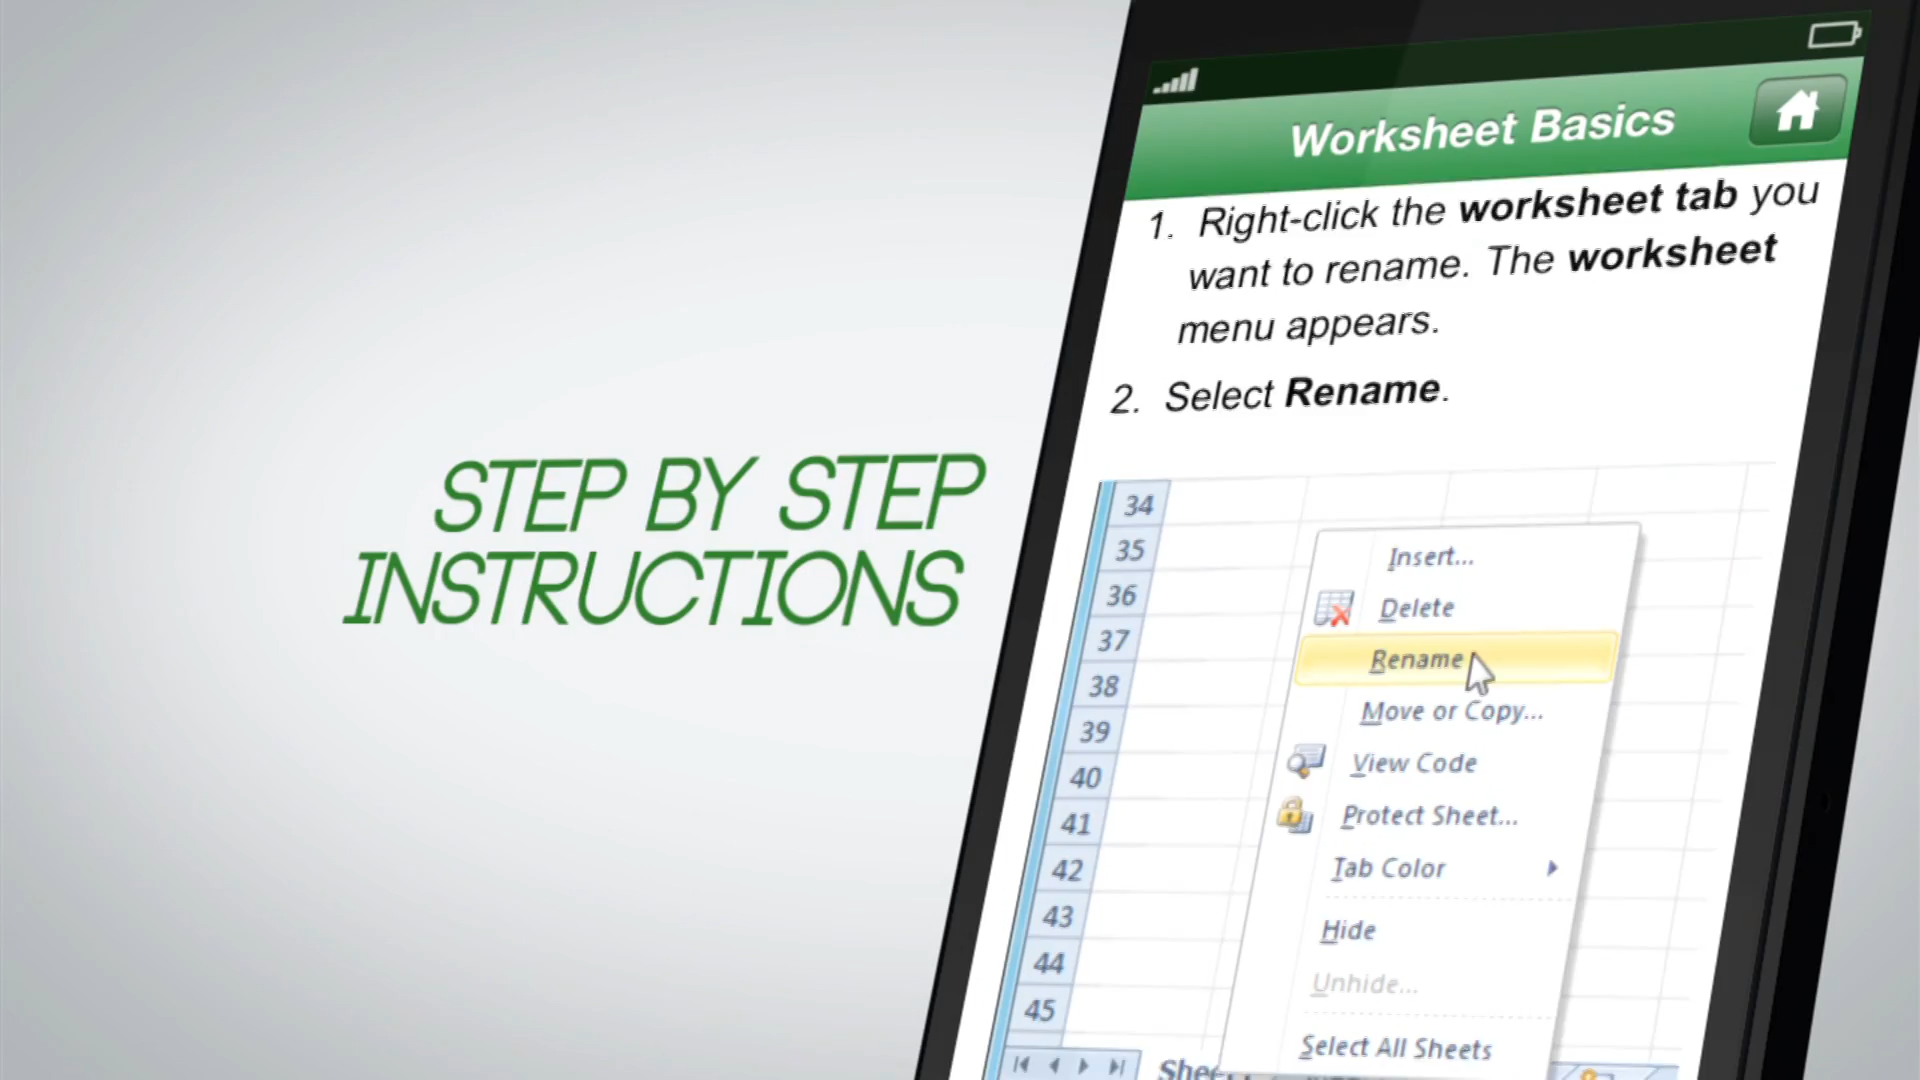 STEP BY STEP
INSTRUCTIONS
Worksheet Basics
1. Right-click the worksheet tab you
want to rename. The worksheet
menu appears.
2. Select Rename.
34
35
36
37
38
39
40
41
42
43
44
45
Insert...
Delete
Rename
Move or Copy...
View Code
Protect Sheet...
Tab Color
Hide
Unhide...
Select All Sheets